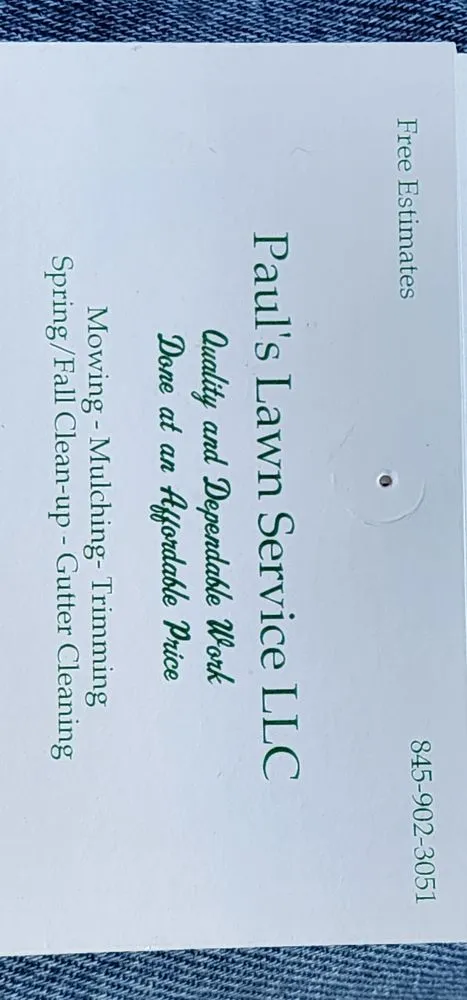 Free Estimates
845-902-3051
Paul's Lawn Service LLC
Quality and Dependable Work
Done at an Affordable Price
Mowing - Mulching- Trimming
Spring/Fall Clean-up - Gutter Cleaning